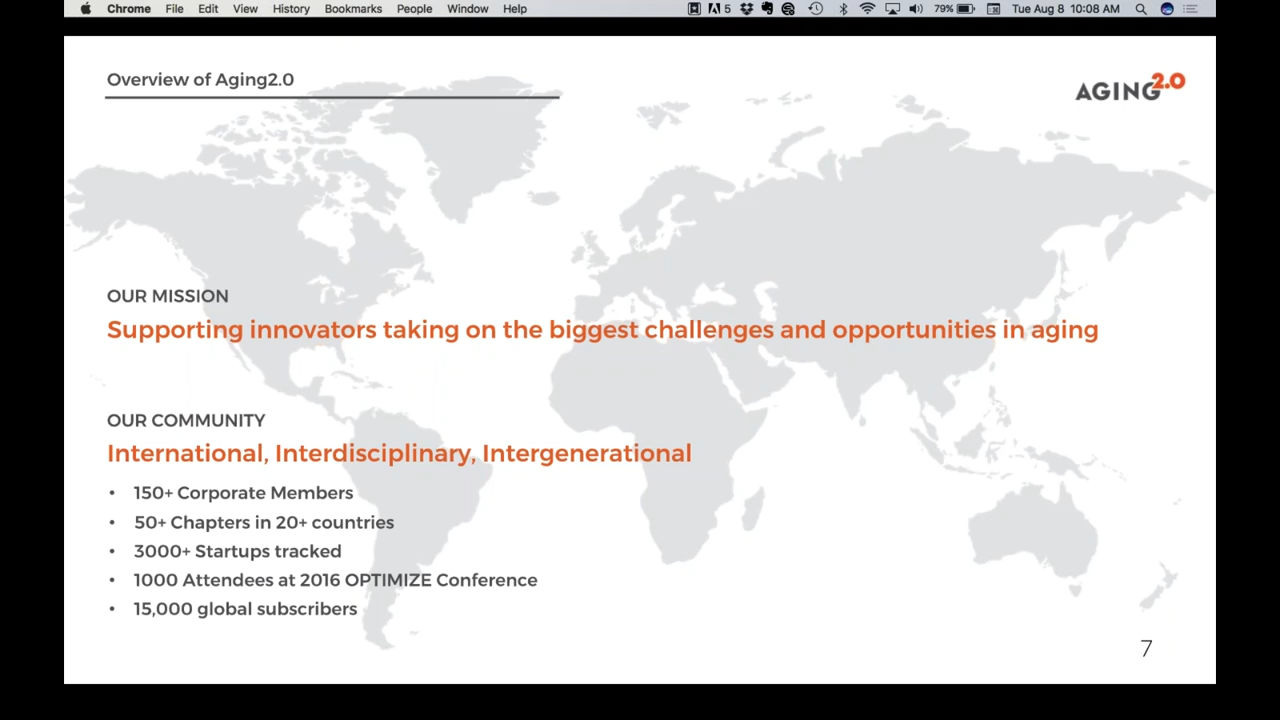 Chrome File Edit View History Bookmarks People Window Help 5 79% Tue Aug 8 10:08 AM
Overview of Aging2.0
AGING2.0
OUR MISSION
Supporting innovators taking on the biggest challenges and opportunities in aging
OUR COMMUNITY
International, Interdisciplinary, Intergenerational
• 150+ Corporate Members
• 50+ Chapters in 20+ countries
• 3000+ Startups tracked
• 1000 Attendees at 2016 OPTIMIZE Conference
• 15,000 global subscribers
7